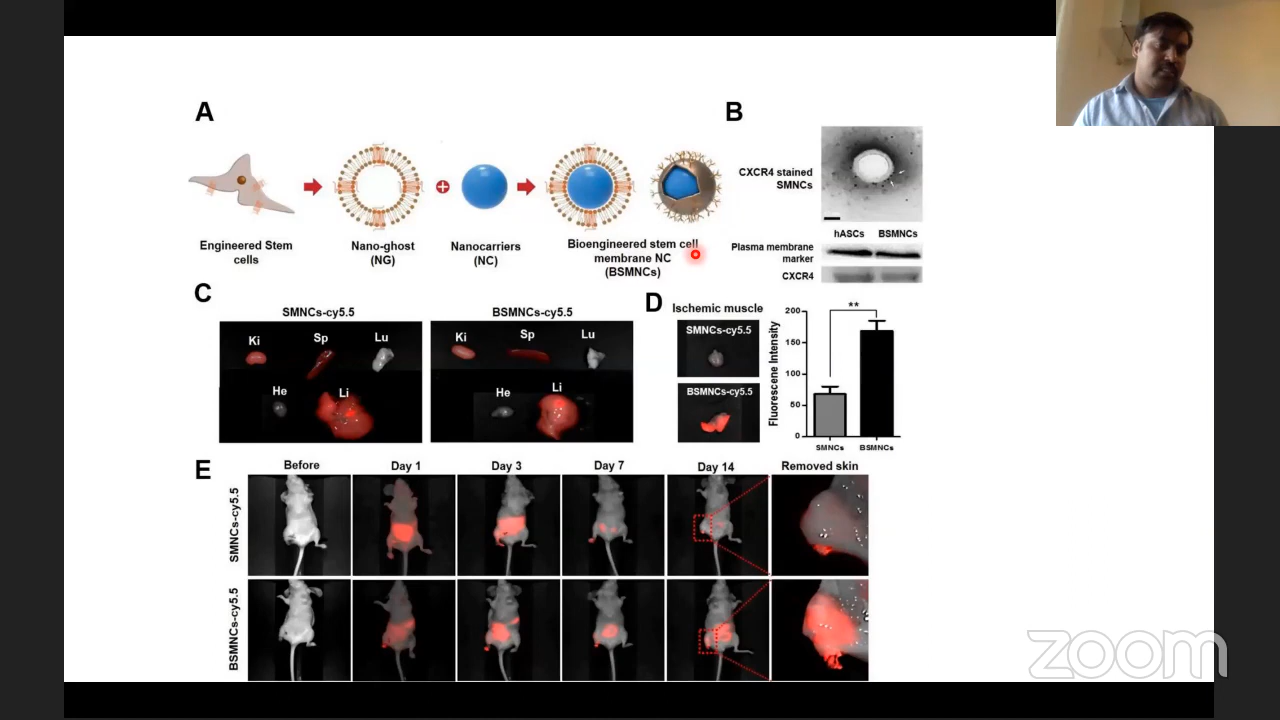 A
B
CXCR4 stained
SMNCs
hASCs BSMNCs
Plasma membrane
marker
CXCR4
Engineered Stem
cells
Nano-ghost
(NG)
Nanocarriers
(NC)
Bioengineered stem cell
membrane NC
(BSMNCs)
C
SMNCs-cy5.5
Ki
Sp
Lu
He
Li
BSMNCs-cy5.5
Ki
Sp
Lu
He
Li
D
Ischemic muscle
SMNCs-cy5.5
BSMNCs-cy5.5
Fluorescene Intensity
200
150
100
50
0
**
SMNCs
BSMNCs
E
Before
Day 1
Day 3
Day 7
Day 14
Removed skin
SMNCs-cy5.5
BSMNCs-cy5.5
zoom